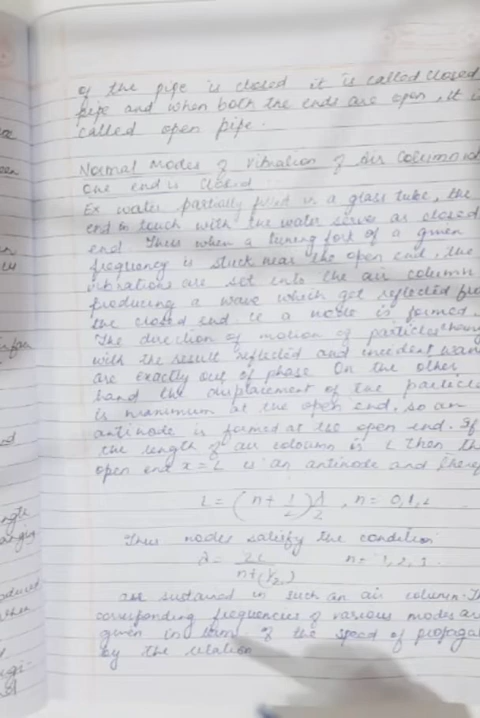 of the pipe is closed it is called closed
pipe and when both the ends are open, it is
called open pipe.
Normal modes of vibration of air column with
one end is closed
Ex water partially filled in a glass tube, the
end in touch with the water serves as closed
end. Thus when a tuning fork of a given
frequency is stuck near the open end, the
vibrations are set into the air column
producing a wave which get reflected from
the closed end ie a node is formed.
The direction of motion of particles chang
with the result reflected and incident wave
are exactly out of phase On the other
hand the displacement of the particle
is maximum at the open end, so an
antinode is formed at the open end. If
the length of air coloumn is L then the
open end x = L is an antinode and there
L = (n + 1/2) λ/2, n = 0, 1, 2
Thus nodes satisfy the condition
λ = 2L / n+(1/2) n = 1, 2, 3
are sustained in such an air column. The
corresponding frequencies of various modes are
given in term of the speed of propagat
by the relation